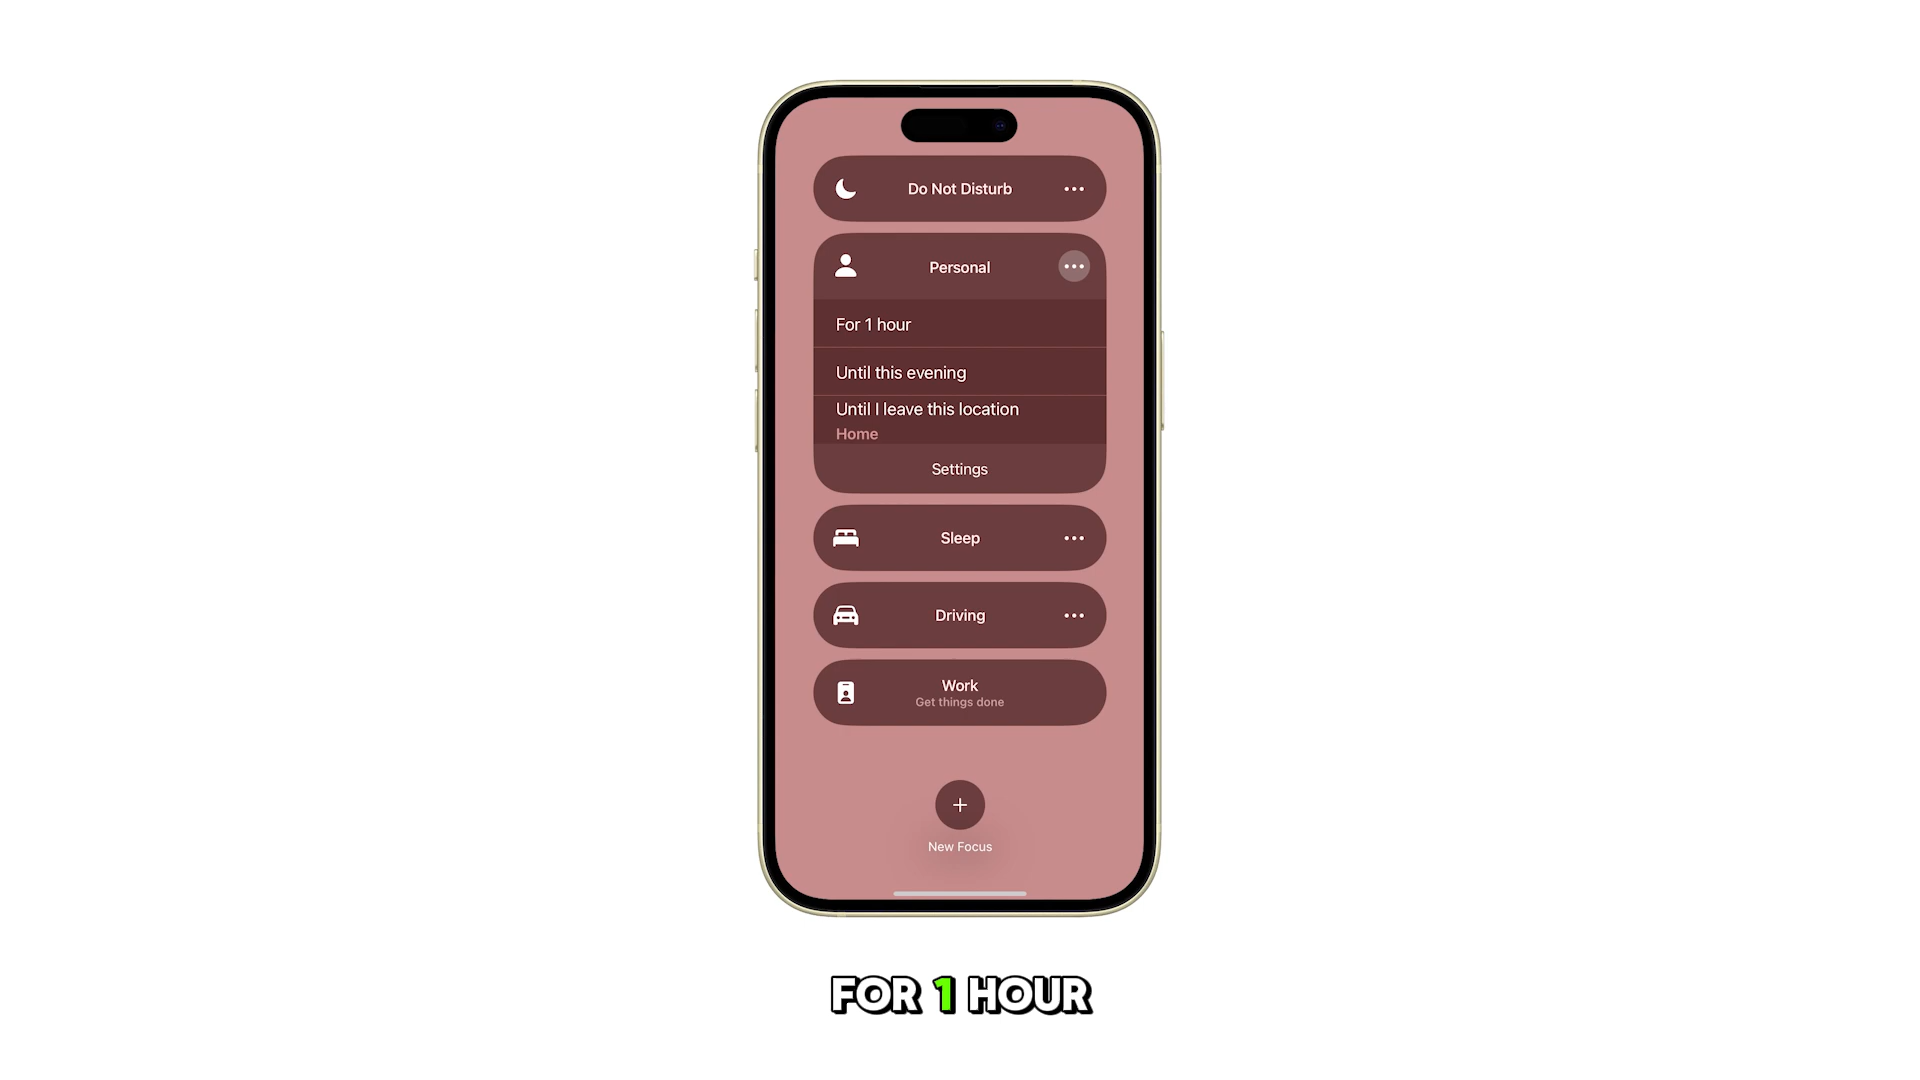 Do Not Disturb
Personal
For 1 hour
Until this evening
Until I leave this location
Home
Settings
Sleep
Driving
Work
Get things done
New Focus
FOR 1 HOUR